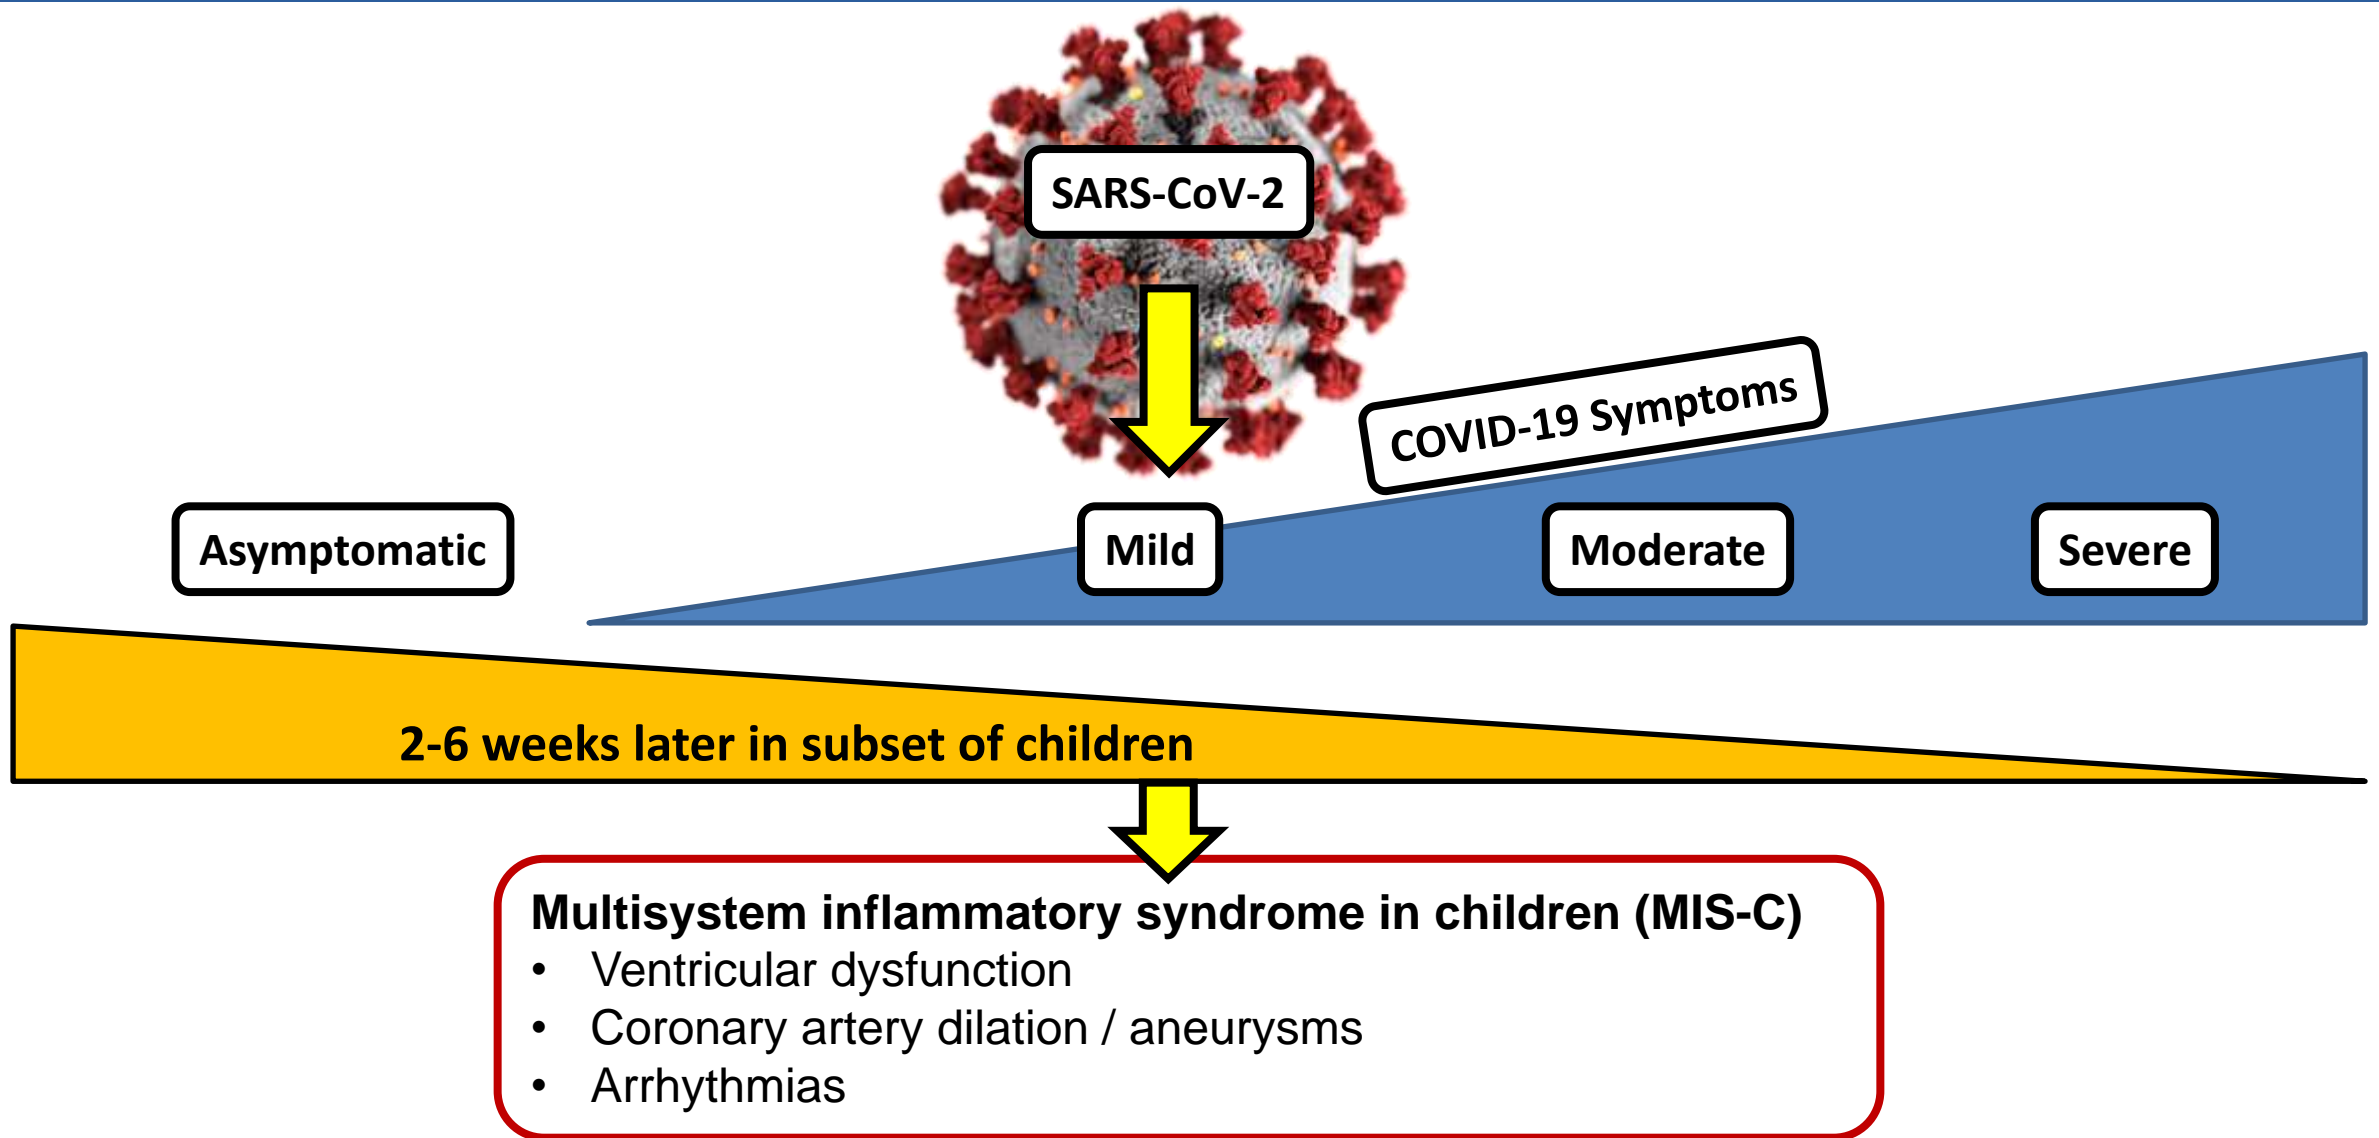 SARS-CoV-2
COVID-19 Symptoms
Asymptomatic
Mild
Moderate
Severe
2-6 weeks later in subset of children
Multisystem inflammatory syndrome in children (MIS-C)
• Ventricular dysfunction
• Coronary artery dilation / aneurysms
• Arrhythmias